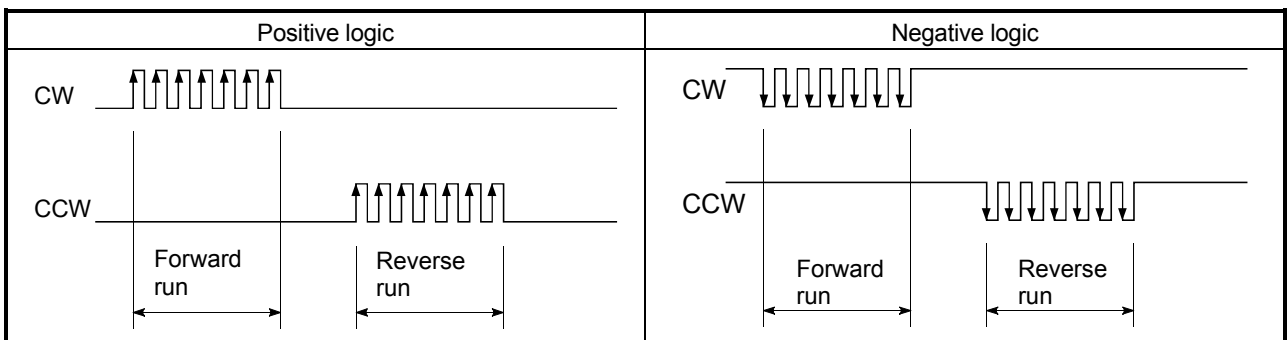 Positive logic
Negative logic
CW
CCW
Forward
run
Reverse
run
CW
CCW
Forward
run
Reverse
run